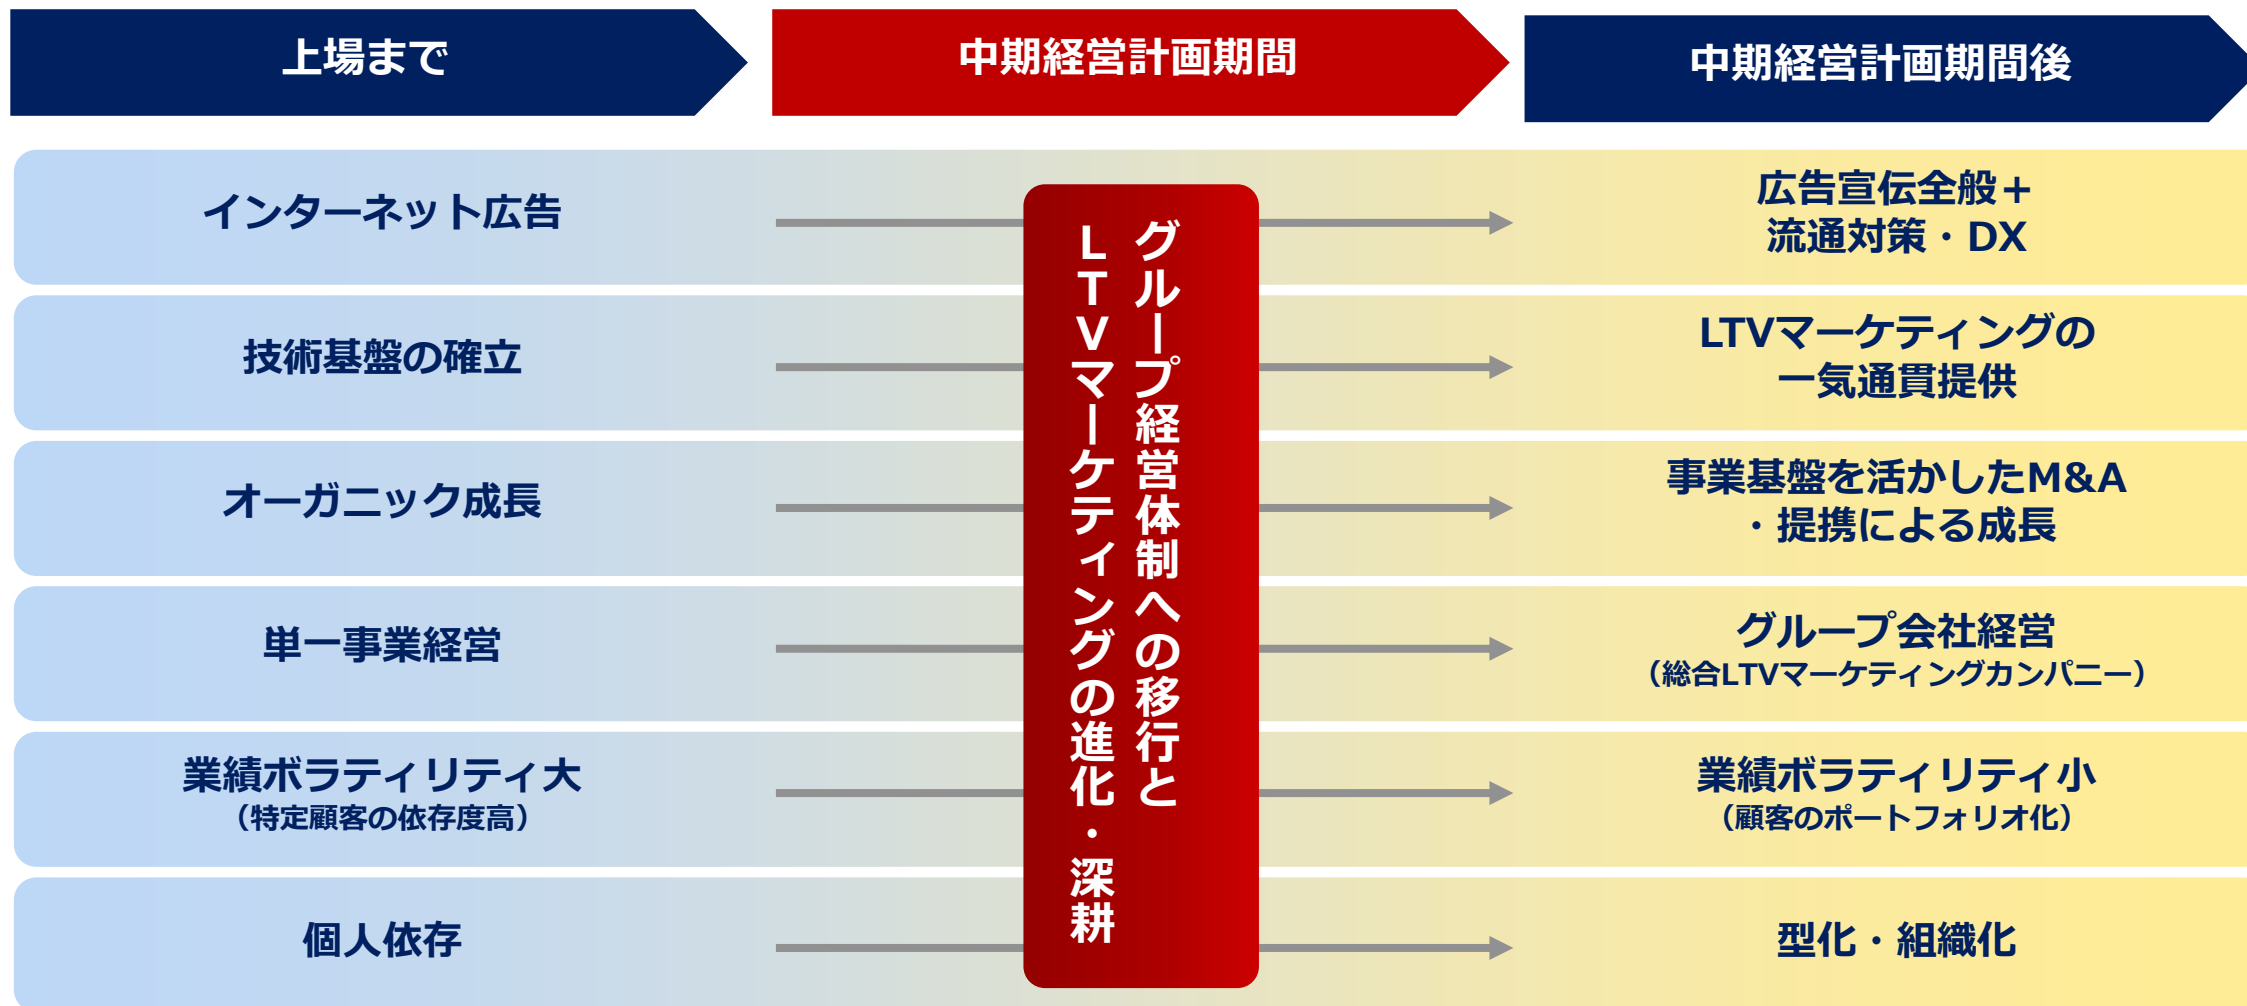 上場まで
中期経営計画期間
中期経営計画期間後
インターネット広告
広告宣伝全般＋
流通対策・DX
技術基盤の確立
LTVマーケティングの
一気通貫提供
オーガニック成長
事業基盤を活かしたM&A
・提携による成長
単一事業経営
グループ会社経営
（総合LTVマーケティングカンパニー）
業績ボラティリティ大
（特定顧客の依存度高）
業績ボラティリティ小
（顧客のポートフォリオ化）
個人依存
型化・組織化
グループ経営体制への移行と
LTVマーケティングの進化・深耕